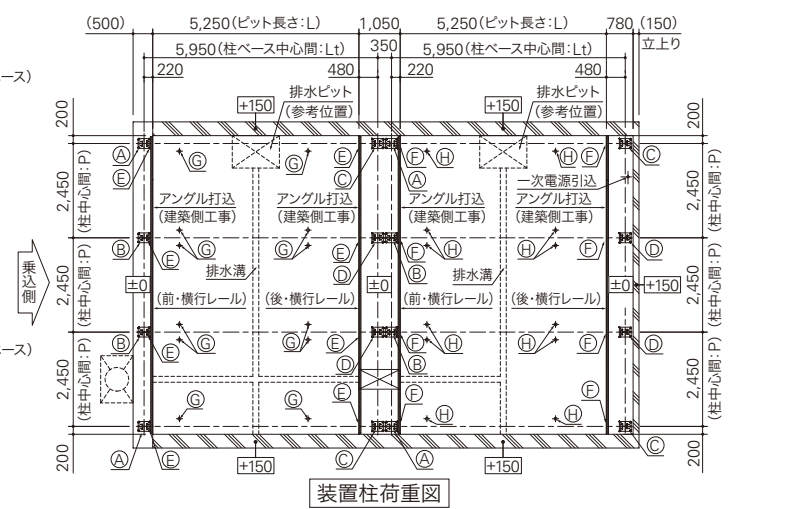 (500) 5,250(ピット長さ:L) 1,050 5,250(ピット長さ:L) 780 (150)
5,950(柱ベース中心間:Lt) 350 5,950(柱ベース中心間:Lt) 立上り
ース)
220 480 220 480
排水ピット 排水ピット
200 +150 (参考位置) +150 (参考位置) 200
Ⓐ Ⓖ Ⓖ Ⓔ Ⓕ Ⓗ Ⓗ Ⓕ Ⓒ
Ⓔ Ⓒ Ⓐ 一次電源引込
2,450 (柱中心間:P) アングル打込 アングル打込 アングル打込 アングル打込 2,450 (柱中心間:P)
(建築側工事) (建築側工事) (建築側工事) (建築側工事)
Ⓑ Ⓖ Ⓖ Ⓔ Ⓕ Ⓗ Ⓗ Ⓕ Ⓓ
Ⓔ 排水溝 Ⓓ Ⓑ 排水溝
乗込側 2,450 (柱中心間:P) ±0 ±0 ±0 +150 2,450 (柱中心間:P)
(前・横行レール) (後・横行レール) (前・横行レール) (後・横行レール)
Ⓑ Ⓖ Ⓖ Ⓔ Ⓕ Ⓗ Ⓗ Ⓕ Ⓓ
ース) Ⓔ Ⓓ Ⓑ
2,450 (柱中心間:P) Ⓖ Ⓖ Ⓔ Ⓕ Ⓗ Ⓗ Ⓕ 2,450 (柱中心間:P)
200 Ⓐ Ⓔ +150 Ⓒ Ⓐ +150 Ⓒ 200
装置柱荷重図